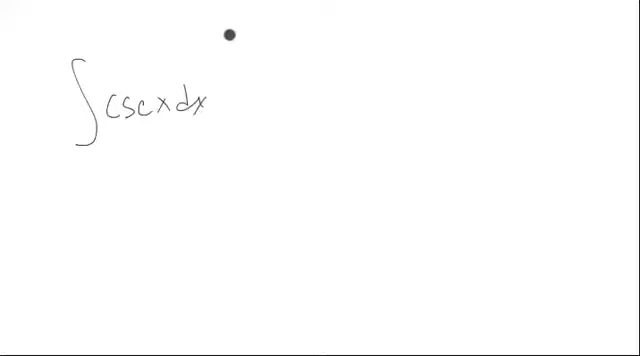 ∫ csc x dx